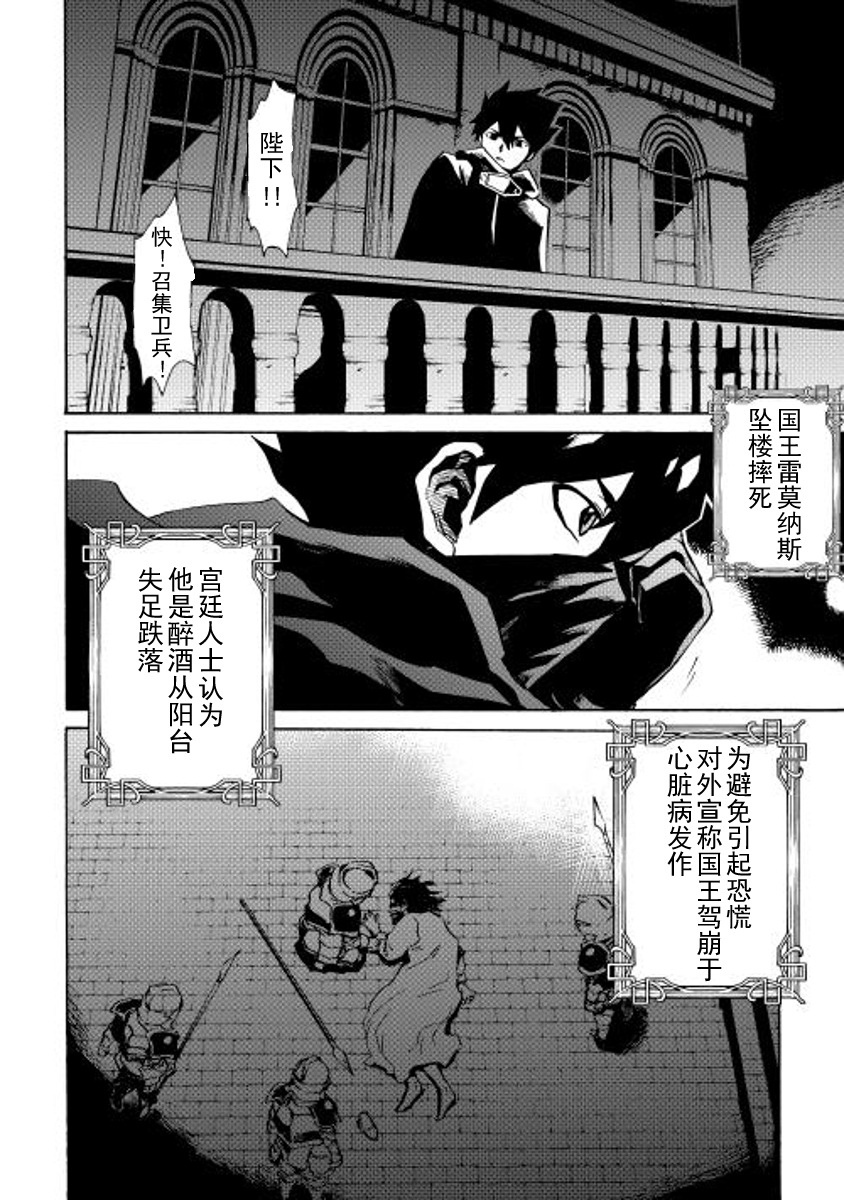 陛下!!
快！召集卫兵！
国王雷莫纳斯
坠楼摔死
宫廷人士认为
他是醉酒从阳台
失足跌落
为避免引起恐慌
对外宣称国王驾崩于
心脏病发作